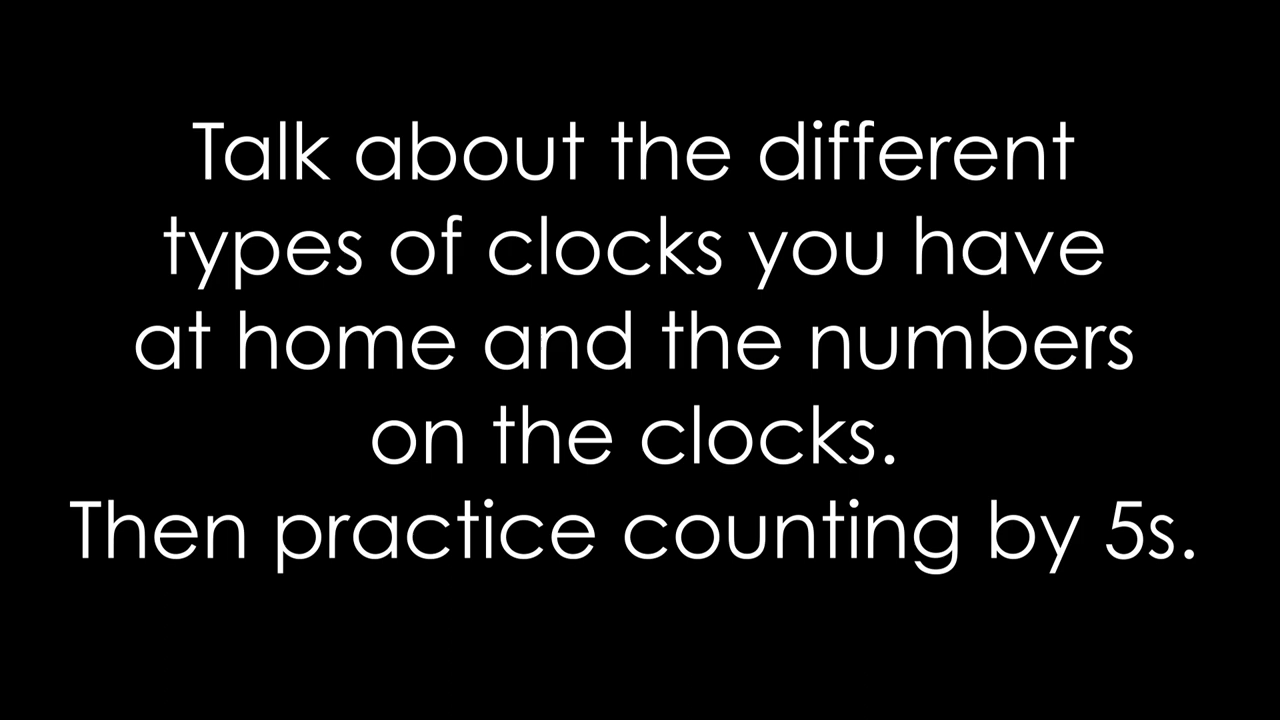 Talk about the different
types of clocks you have
at home and the numbers
on the clocks.
Then practice counting by 5s.